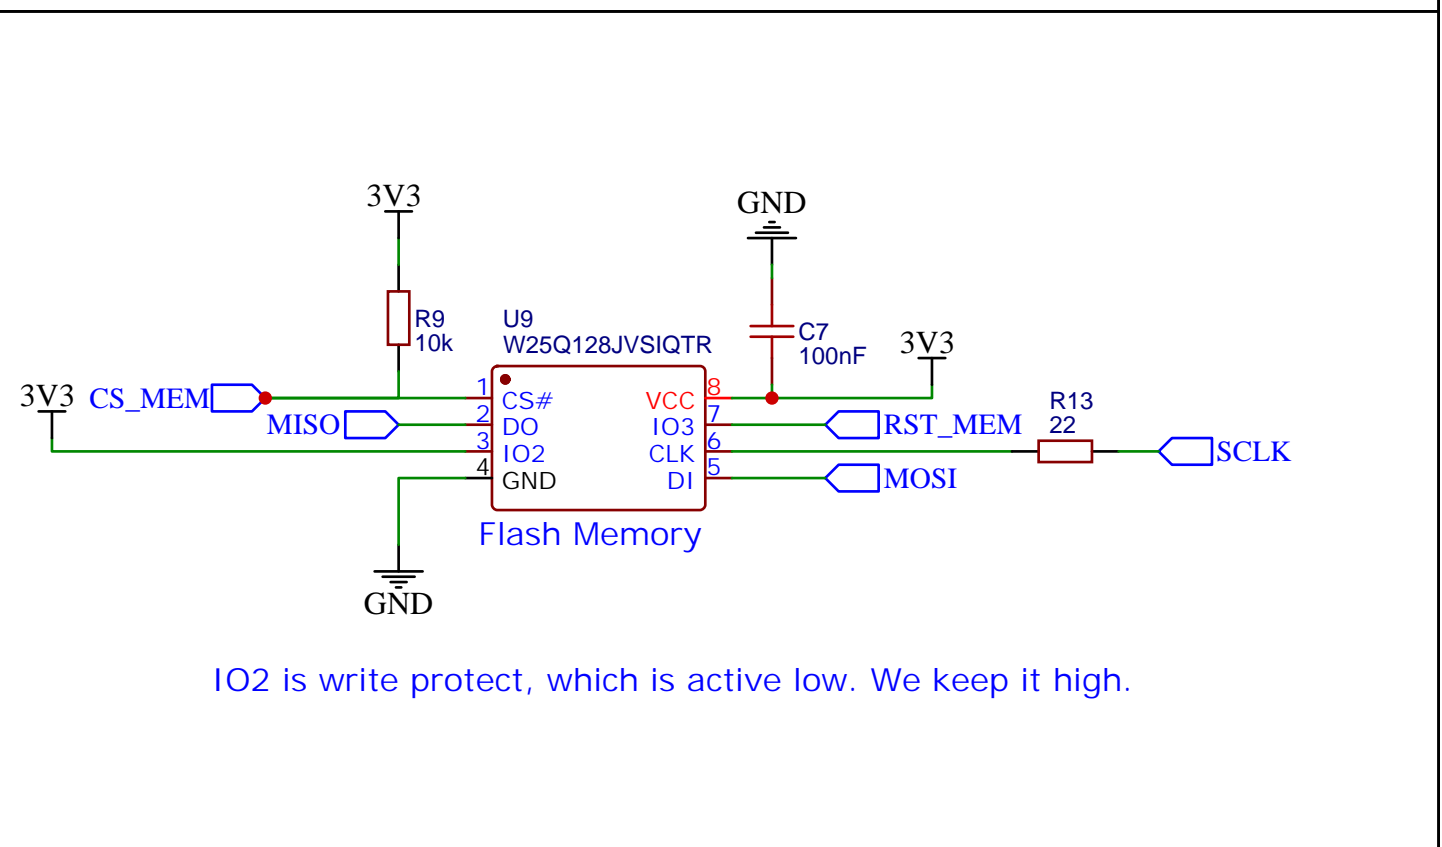 3V3
GND
R9
10k
U9
W25Q128JVSIQTR
C7
100nF
3V3
3V3
CS_MEM
1
CS#
VCC
8
R13
22
MISO
2
DO
IO3
7
RST_MEM
3
IO2
CLK
6
SCLK
4
GND
DI
5
MOSI
Flash Memory
GND
IO2 is write protect, which is active low. We keep it high.